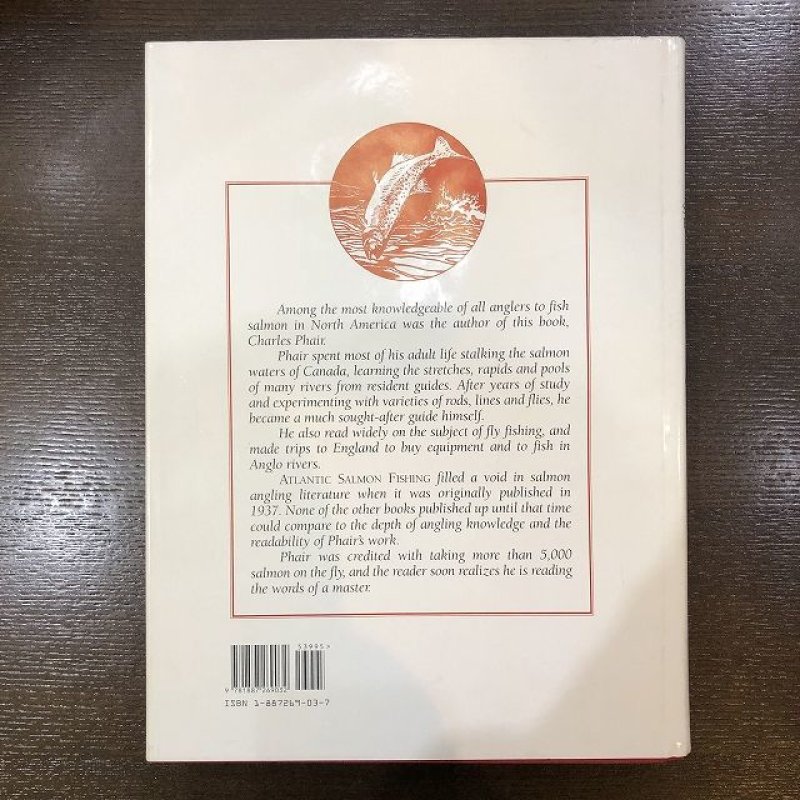 Among the most knowledgeable of all anglers to fish
salmon in North America was the author of this book,
Charles Phair.
Phair spent most of his adult life stalking the salmon
waters of Canada, learning the stretches, rapids and pools
of many rivers from resident guides. After years of study
and experimenting with varieties of rods, lines and flies, he
became a much sought-after guide himself.
He also read widely on the subject of fly fishing, and
made trips to England to buy equipment and to fish in
Anglo rivers.
ATLANTIC SALMON FISHING filled a void in salmon
angling literature when it was originally published in
1937. None of the other books published up until that time
could compare to the depth of angling knowledge and the
readability of Phair's work.
Phair was credited with taking more than 5,000
salmon on the fly, and the reader soon realizes he is reading
the words of a master.
53995>
9 781887 269032
ISBN 1-887269-03-7